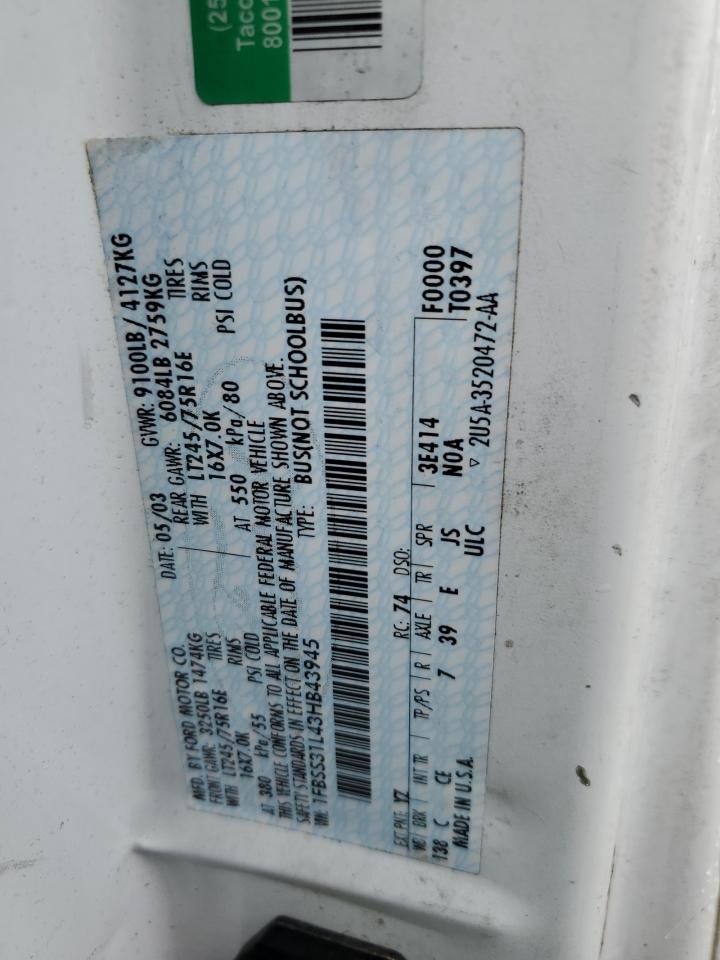 (25
Taco
8001
MFD. BY FORD MOTOR CO.
DATE: 05/03 GVWR: 9100LB / 4127KG
FRONT GAWR: 3250LB 1474KG REAR GAWR: 6084LB 2759KG
WITH LT245/75R16E TIRES WITH LT245/75R16E TIRES
16X7.0K RIMS 16X7.0K RIMS
AT 380 kPa/55 PSI COLD AT 550 kPa/80 PSI COLD
THIS VEHICLE CONFORMS TO ALL APPLICABLE FEDERAL MOTOR VEHICLE
SAFETY STANDARDS IN EFFECT ON THE DATE OF MANUFACTURE SHOWN ABOVE.
VIN: 1FBSS31L43HB43945 TYPE: BUS(NOT SCHOOLBUS)
EXT PNT: YZ RC: 74 DSO: F0000
WB BRK INT TR TP/PS R AXLE TR SPR 3E414 T0397
138 C CE 7 39 E JS N0A
MADE IN U.S.A. ULC ▽ 2U5A-3520472-AA